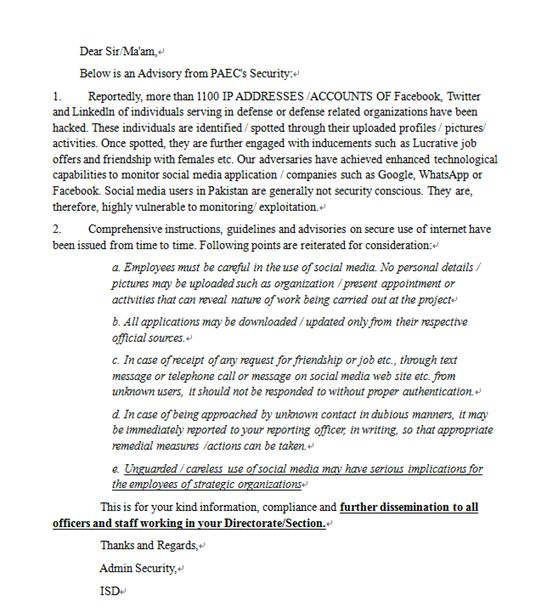 Dear Sir/Ma'am,
Below is an Advisory from PAEC's Security:
1. Reportedly, more than 1100 IP ADDRESSES /ACCOUNTS OF Facebook, Twitter
and LinkedIn of individuals serving in defense or defense related organizations have been
hacked. These individuals are identified / spotted through their uploaded profiles / pictures/
activities. Once spotted, they are further engaged with inducements such as Lucrative job
offers and friendship with females etc. Our adversaries have achieved enhanced technological
capabilities to monitor social media application / companies such as Google, WhatsApp or
Facebook. Social media users in Pakistan are generally not security conscious. They are,
therefore, highly vulnerable to monitoring/ exploitation.
2. Comprehensive instructions, guidelines and advisories on secure use of internet have
been issued from time to time. Following points are reiterated for consideration:
a. Employees must be careful in the use of social media. No personal details /
pictures may be uploaded such as organization / present appointment or
activities that can reveal nature of work being carried out at the project
b. All applications may be downloaded / updated only from their respective
official sources.
c. In case of receipt of any request for friendship or job etc., through text
message or telephone call or message on social media web site etc. from
unknown users, it should not be responded to without proper authentication.
d. In case of being approached by unknown contact in dubious manners, it may
be immediately reported to your reporting officer, in writing, so that appropriate
remedial measures /actions can be taken.
e. Unguarded / careless use of social media may have serious implications for
the employees of strategic organizations
This is for your kind information, compliance and further dissemination to all
officers and staff working in your Directorate/Section.
Thanks and Regards,
Admin Security,
ISD